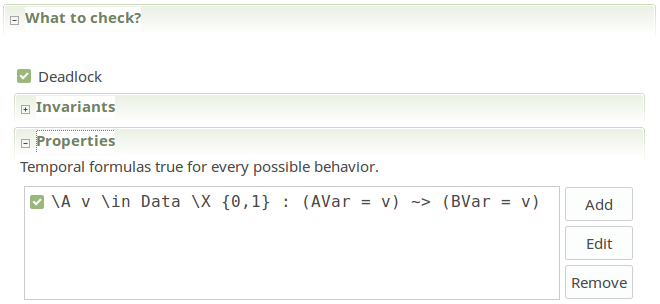 What to check?
Deadlock
Invariants
Properties
Temporal formulas true for every possible behavior.
\A v \in Data \X {0,1} : (AVar = v) ~> (BVar = v)
Add
Edit
Remove